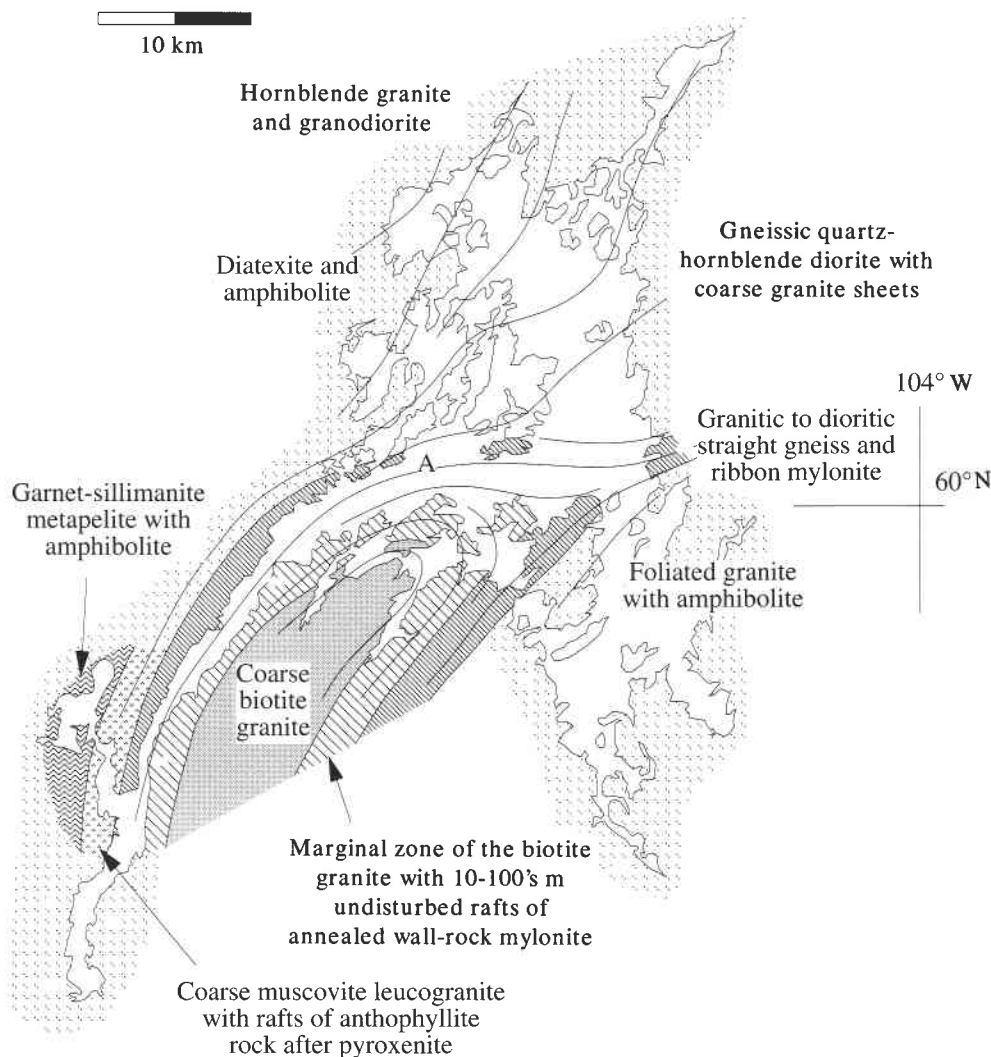 10 km
Hornblende granite
and granodiorite
Gneissic quartz-
hornblende diorite with
coarse granite sheets
Diatexite and
amphibolite
104° W
Granitic to dioritic
straight gneiss and
ribbon mylonite
A
60°N
Garnet-sillimanite
metapelite with
amphibolite
Foliated granite
with amphibolite
Coarse
biotite
granite
Marginal zone of the biotite
granite with 10-100's m
undisturbed rafts of
annealed wall-rock mylonite
Coarse muscovite leucogranite
with rafts of anthophyllite
rock after pyroxenite